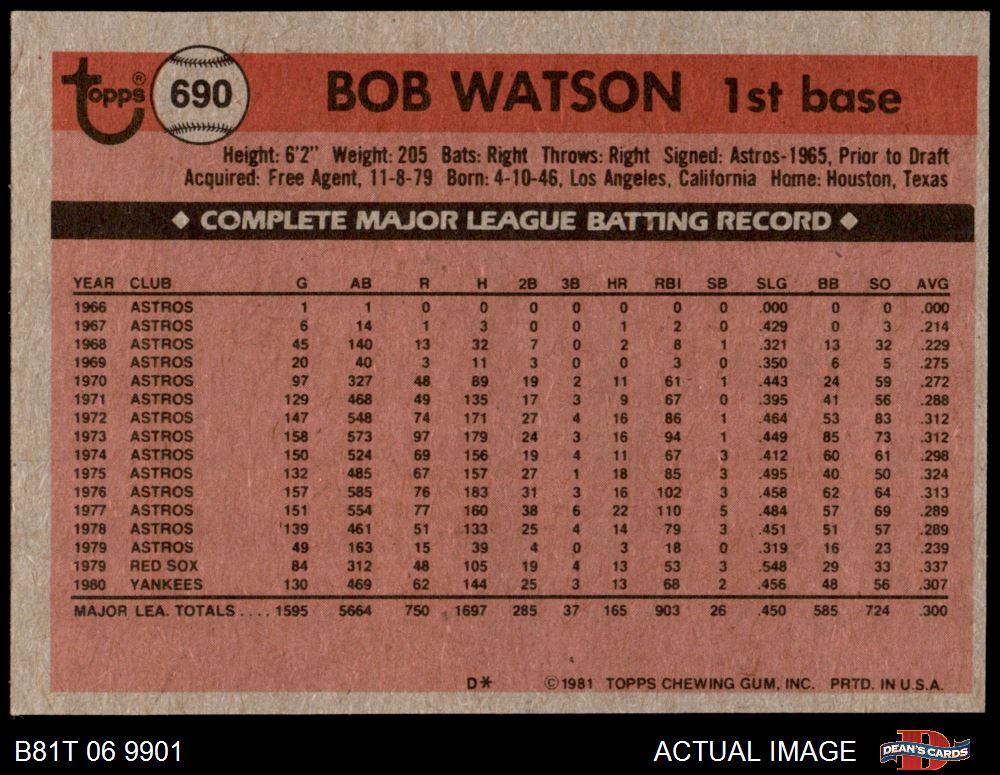 topps® 690 BOB WATSON 1st base
Height: 6'2" Weight: 205 Bats: Right Throws: Right Signed: Astros-1965, Prior to Draft
Acquired: Free Agent, 11-8-79 Born: 4-10-46, Los Angeles, California Home: Houston, Texas
◆ COMPLETE MAJOR LEAGUE BATTING RECORD ◆
YEAR CLUB G AB R H 2B 3B HR RBI SB SLG BB SO AVG
1966 ASTROS 1 1 0 0 0 0 0 0 0 .000 0 0 .000
1967 ASTROS 6 14 1 3 0 0 1 2 0 .429 0 3 .214
1968 ASTROS 45 140 13 32 7 0 2 8 1 .321 13 32 .229
1969 ASTROS 20 40 3 11 3 0 0 3 0 .350 6 5 .275
1970 ASTROS 97 327 48 89 19 2 11 61 1 .443 24 59 .272
1971 ASTROS 129 468 49 135 17 3 9 67 0 .395 41 56 .288
1972 ASTROS 147 548 74 171 27 4 16 86 1 .464 53 83 .312
1973 ASTROS 158 573 97 179 24 3 16 94 1 .449 85 73 .312
1974 ASTROS 150 524 69 156 19 4 11 67 3 .412 60 61 .298
1975 ASTROS 132 485 67 157 27 1 18 85 3 .495 40 50 .324
1976 ASTROS 157 585 76 183 31 3 16 102 3 .458 62 64 .313
1977 ASTROS 151 554 77 160 38 6 22 110 5 .484 57 69 .289
1978 ASTROS 139 461 51 133 25 4 14 79 3 .451 51 57 .289
1979 ASTROS 49 163 15 39 4 0 3 18 0 .319 16 23 .239
1979 RED SOX 84 312 48 105 19 4 13 53 3 .548 29 33 .337
1980 YANKEES 130 469 62 144 25 3 13 68 2 .456 48 56 .307
MAJOR LEA. TOTALS .... 1595 5664 750 1697 285 37 165 903 26 .450 585 724 .300
D* ©1981 TOPPS CHEWING GUM, INC. PRTD. IN U.S.A.
B81T 06 9901 ACTUAL IMAGE D DEAN'S CARDS